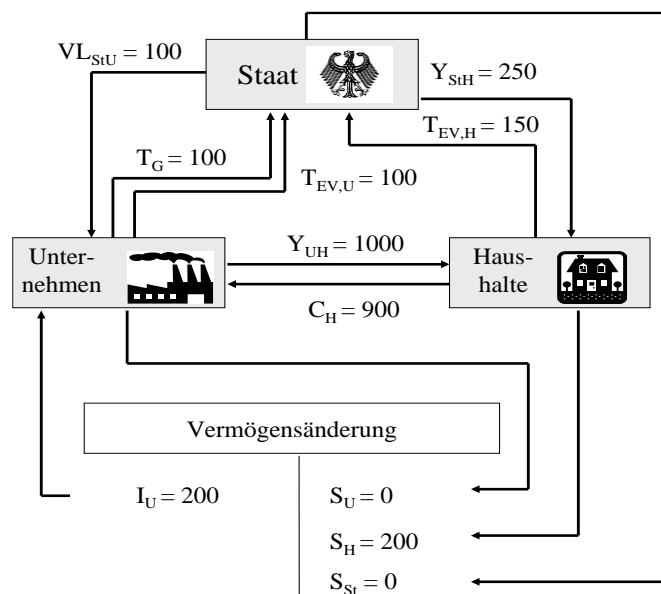 VL_StU = 100
Staat
Y_StH = 250
T_EV,H = 150
T_G = 100
T_EV,U = 100
Unter-
nehmen
Y_UH = 1000
Haus-
halte
C_H = 900
Vermögensänderung
I_U = 200
S_U = 0
S_H = 200
S_St = 0